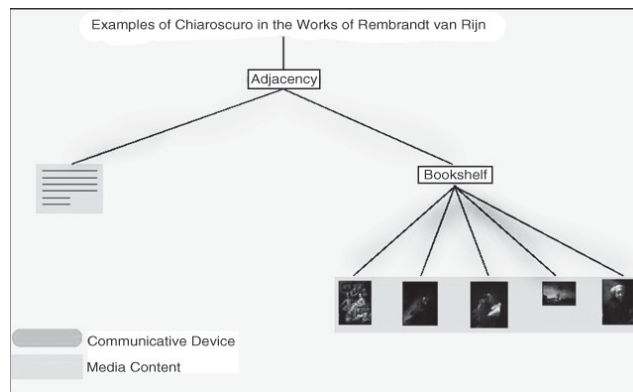 Examples of Chiaroscuro in the Works of Rembrandt van Rijn
Adjacency
Bookshelf
Communicative Device
Media Content